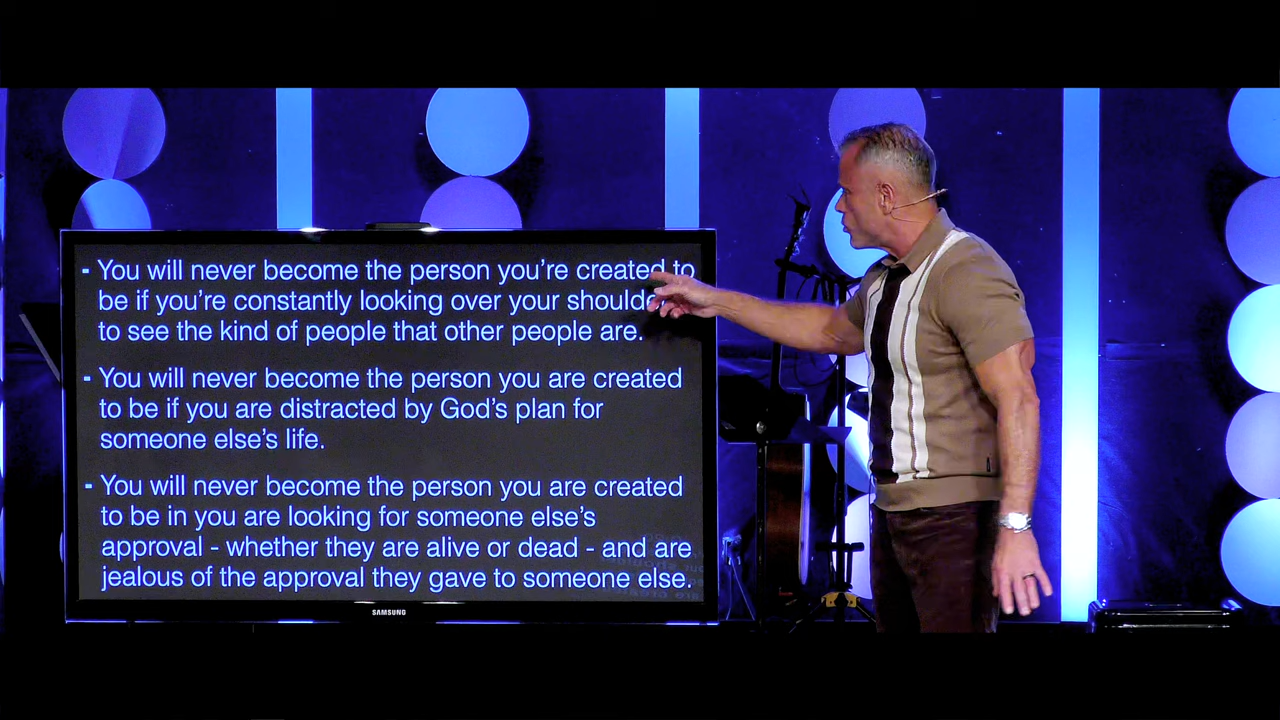 - You will never become the person you're created to
be if you're constantly looking over your shoulde
to see the kind of people that other people are.
- You will never become the person you are created
to be if you are distracted by God's plan for
someone else's life.
- You will never become the person you are created
to be in you are looking for someone else's
approval - whether they are alive or dead - and are
jealous of the approval they gave to someone else.
SAMSUNG